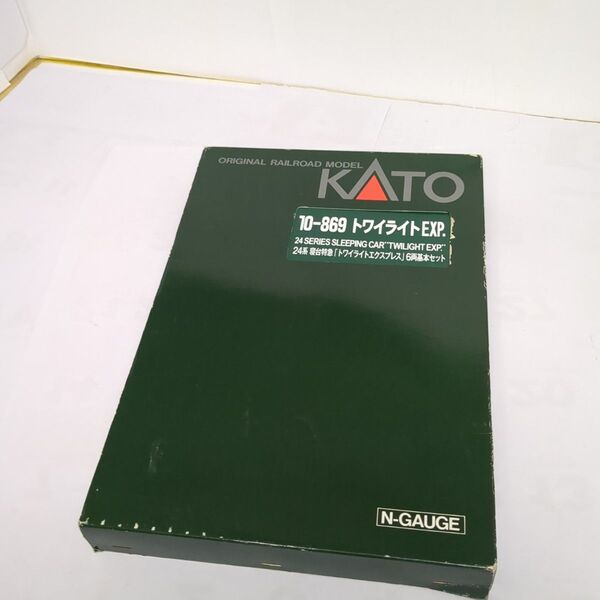 ORIGINAL RAILROAD MODEL
KATO
10-869 トワイライトEXP.
24 SERIES SLEEPING CAR "TWILIGHT EXP."
24系 寝台特急「トワイライトエクスプレス」6両基本セット
N-GAUGE